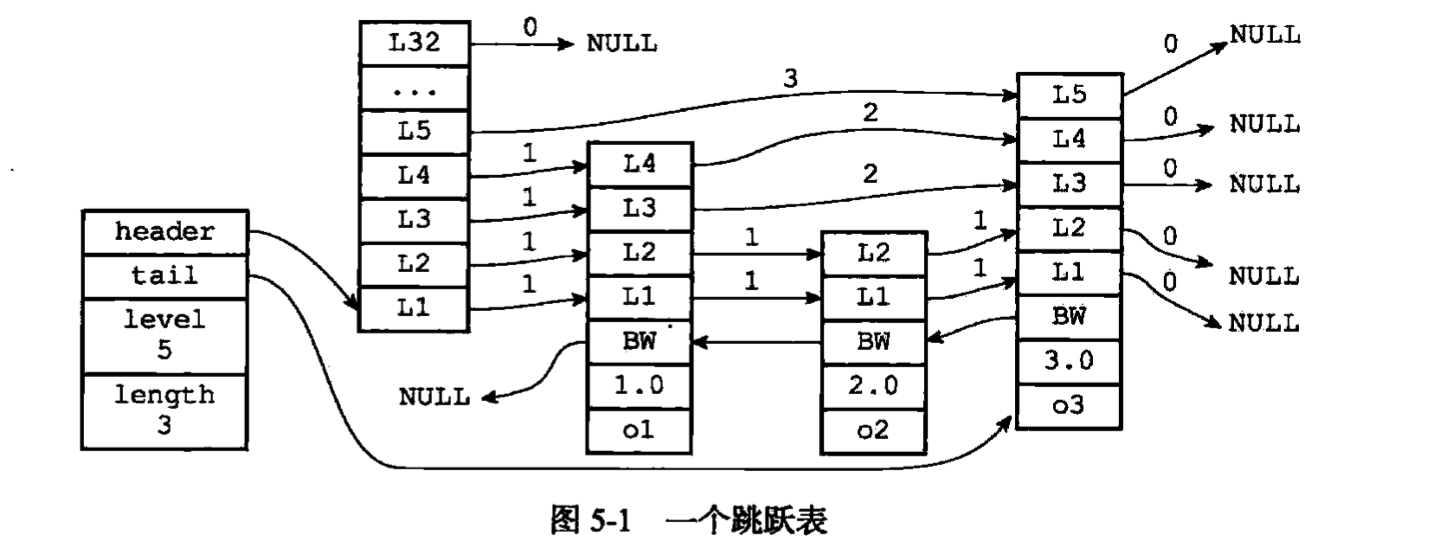 header
tail
level
5
length
3
L32
...
L5
L4
L3
L2
L1
0
NULL
3
1
1
1
1
L4
L3
L2
L1
BW
1.0
o1
NULL
2
2
1
1
L2
L1
BW
2.0
o2
1
1
L5
L4
L3
L2
L1
BW
3.0
o3
0
NULL
0
NULL
0
NULL
0
NULL
0
NULL
图 5-1 一个跳跃表